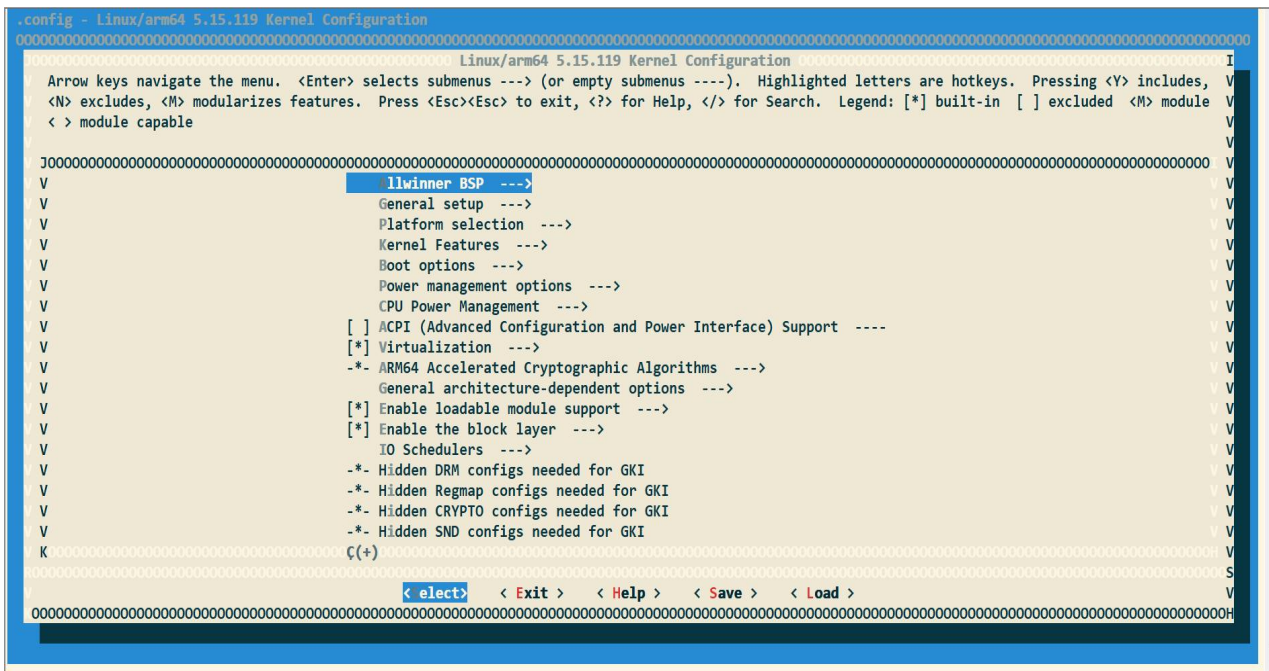 .config - Linux/arm64 5.15.119 Kernel Configuration
Linux/arm64 5.15.119 Kernel Configuration
Arrow keys navigate the menu. <Enter> selects submenus ---> (or empty submenus ----). Highlighted letters are hotkeys. Pressing <Y> includes,
<N> excludes, <M> modularizes features. Press <Esc><Esc> to exit, <?> for Help, </> for Search. Legend: [*] built-in [ ] excluded <M> module
< > module capable
llwinner BSP --->
General setup --->
Platform selection --->
Kernel Features --->
Boot options --->
Power management options --->
CPU Power Management --->
[ ] ACPI (Advanced Configuration and Power Interface) Support ----
[*] Virtualization --->
-*- ARM64 Accelerated Cryptographic Algorithms --->
General architecture-dependent options --->
[*] Enable loadable module support --->
[*] Enable the block layer --->
IO Schedulers --->
-*- Hidden DRM configs needed for GKI
-*- Hidden Regmap configs needed for GKI
-*- Hidden CRYPTO configs needed for GKI
-*- Hidden SND configs needed for GKI
Ç(+)
< elect> < Exit > < Help > < Save > < Load >